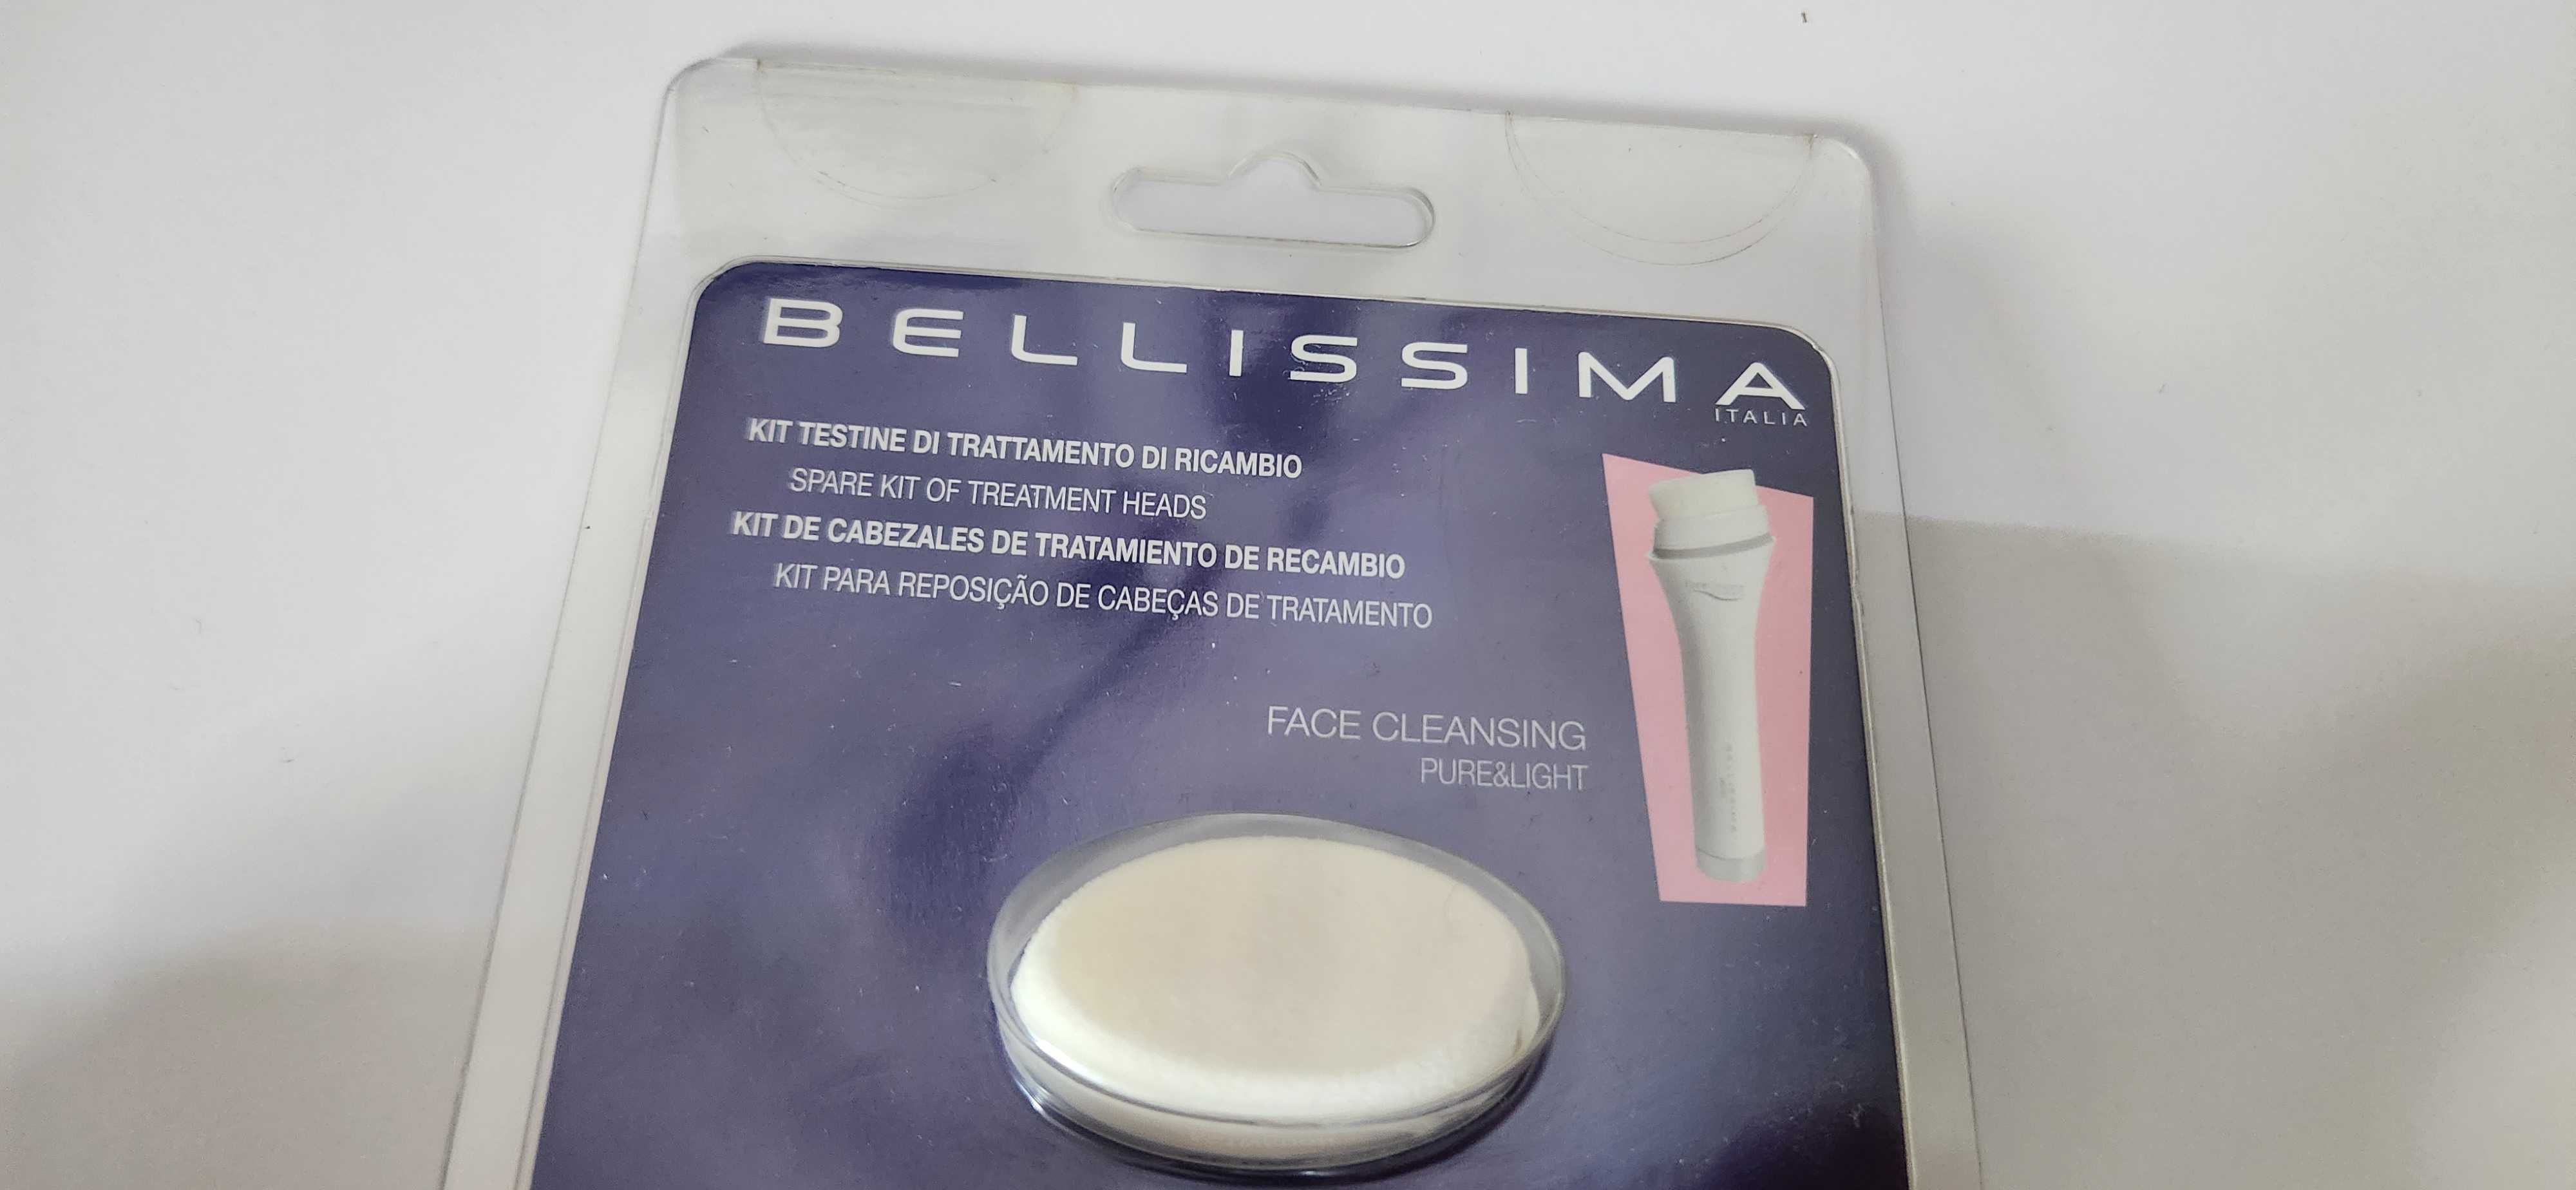 BELLISSIMA
ITALIA
KIT TESTINE DI TRATTAMENTO DI RICAMBIO
SPARE KIT OF TREATMENT HEADS
KIT DE CABEZALES DE TRATAMIENTO DE RECAMBIO
KIT PARA REPOSIÇÃO DE CABEÇAS DE TRATAMENTO
FACE CLEANSING
PURE&LIGHT